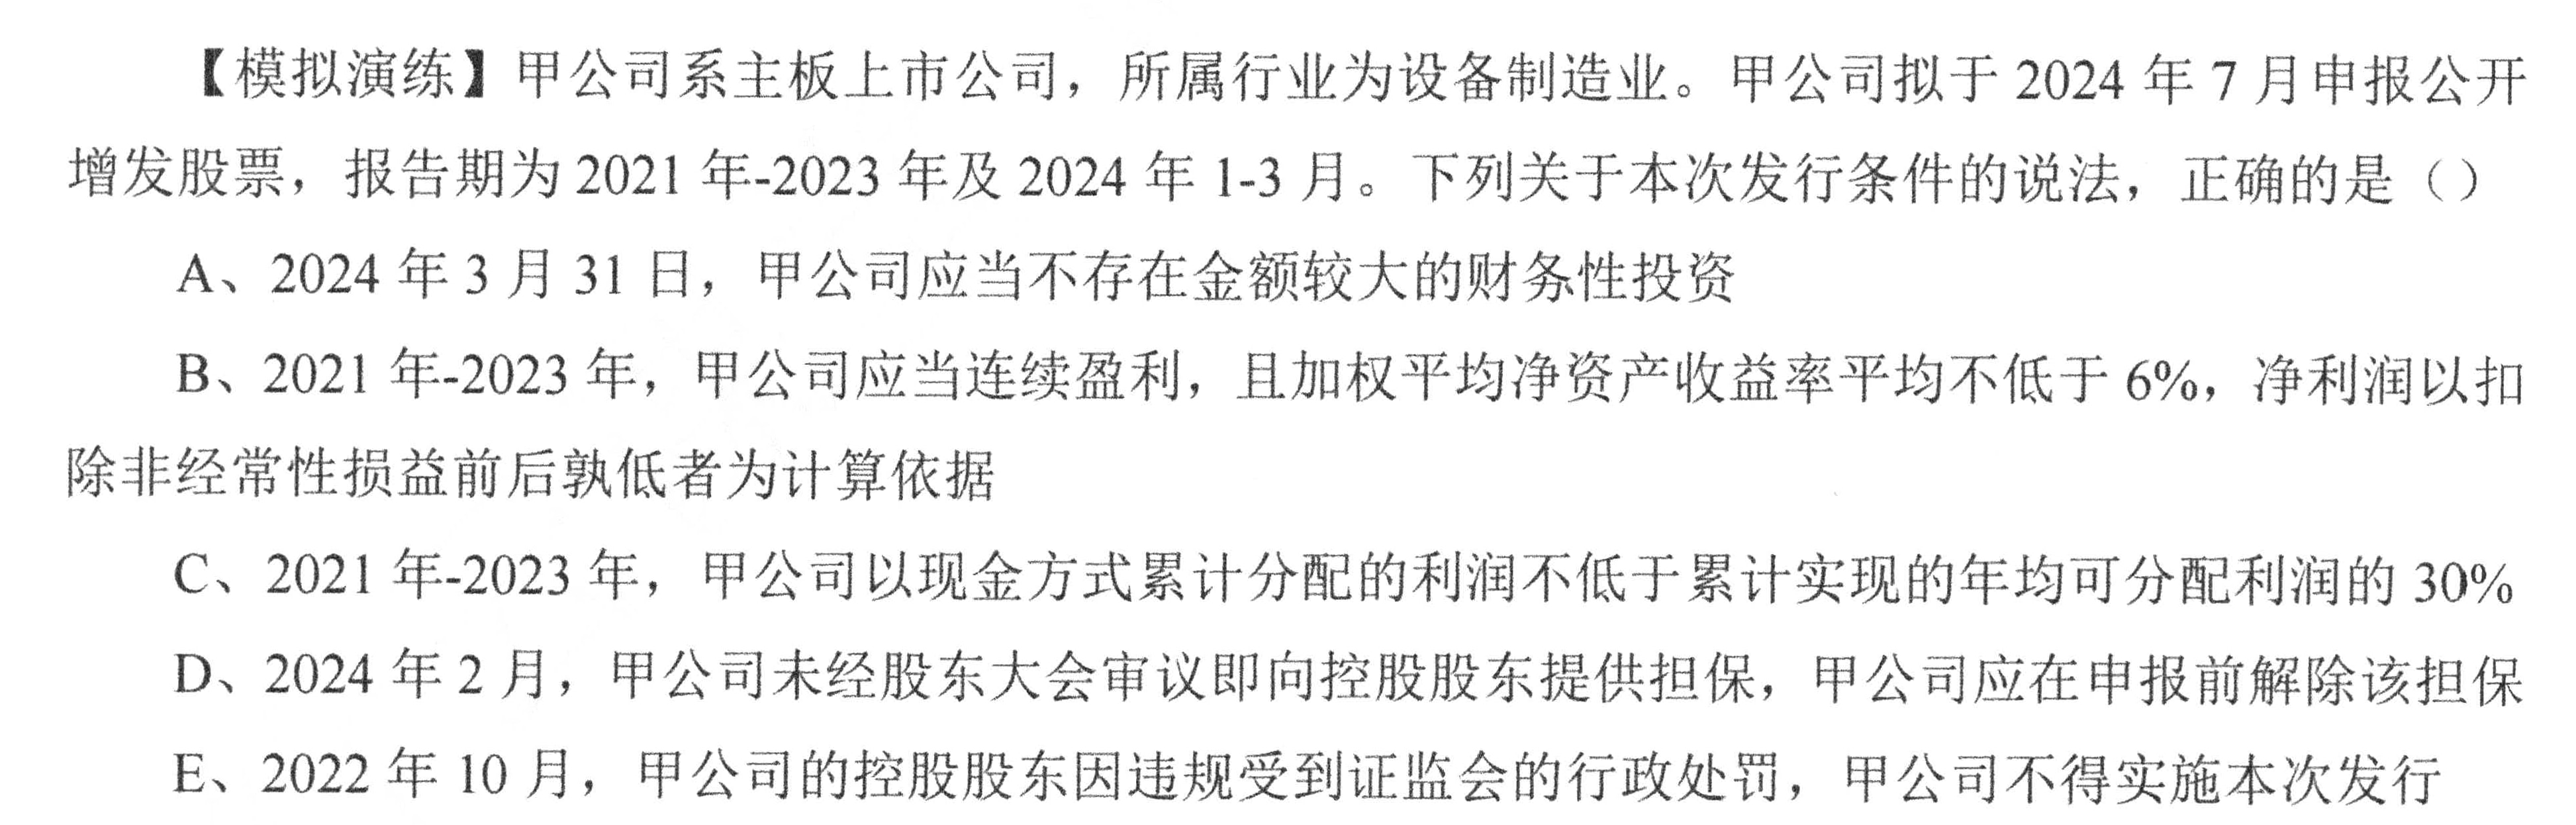 【模拟演练】甲公司系主板上市公司，所属行业为设备制造业。甲公司拟于 2024 年 7 月申报公开
增发股票，报告期为 2021 年-2023 年及 2024 年 1-3 月。下列关于本次发行条件的说法，正确的是（）
A、2024 年 3 月 31 日，甲公司应当不存在金额较大的财务性投资
B、2021 年-2023 年，甲公司应当连续盈利，且加权平均净资产收益率平均不低于 6%，净利润以扣
除非经常性损益前后孰低者为计算依据
C、2021 年-2023 年，甲公司以现金方式累计分配的利润不低于累计实现的年均可分配利润的 30%
D、2024 年 2 月，甲公司未经股东大会审议即向控股股东提供担保，甲公司应在申报前解除该担保
E、2022 年 10 月，甲公司的控股股东因违规受到证监会的行政处罚，甲公司不得实施本次发行